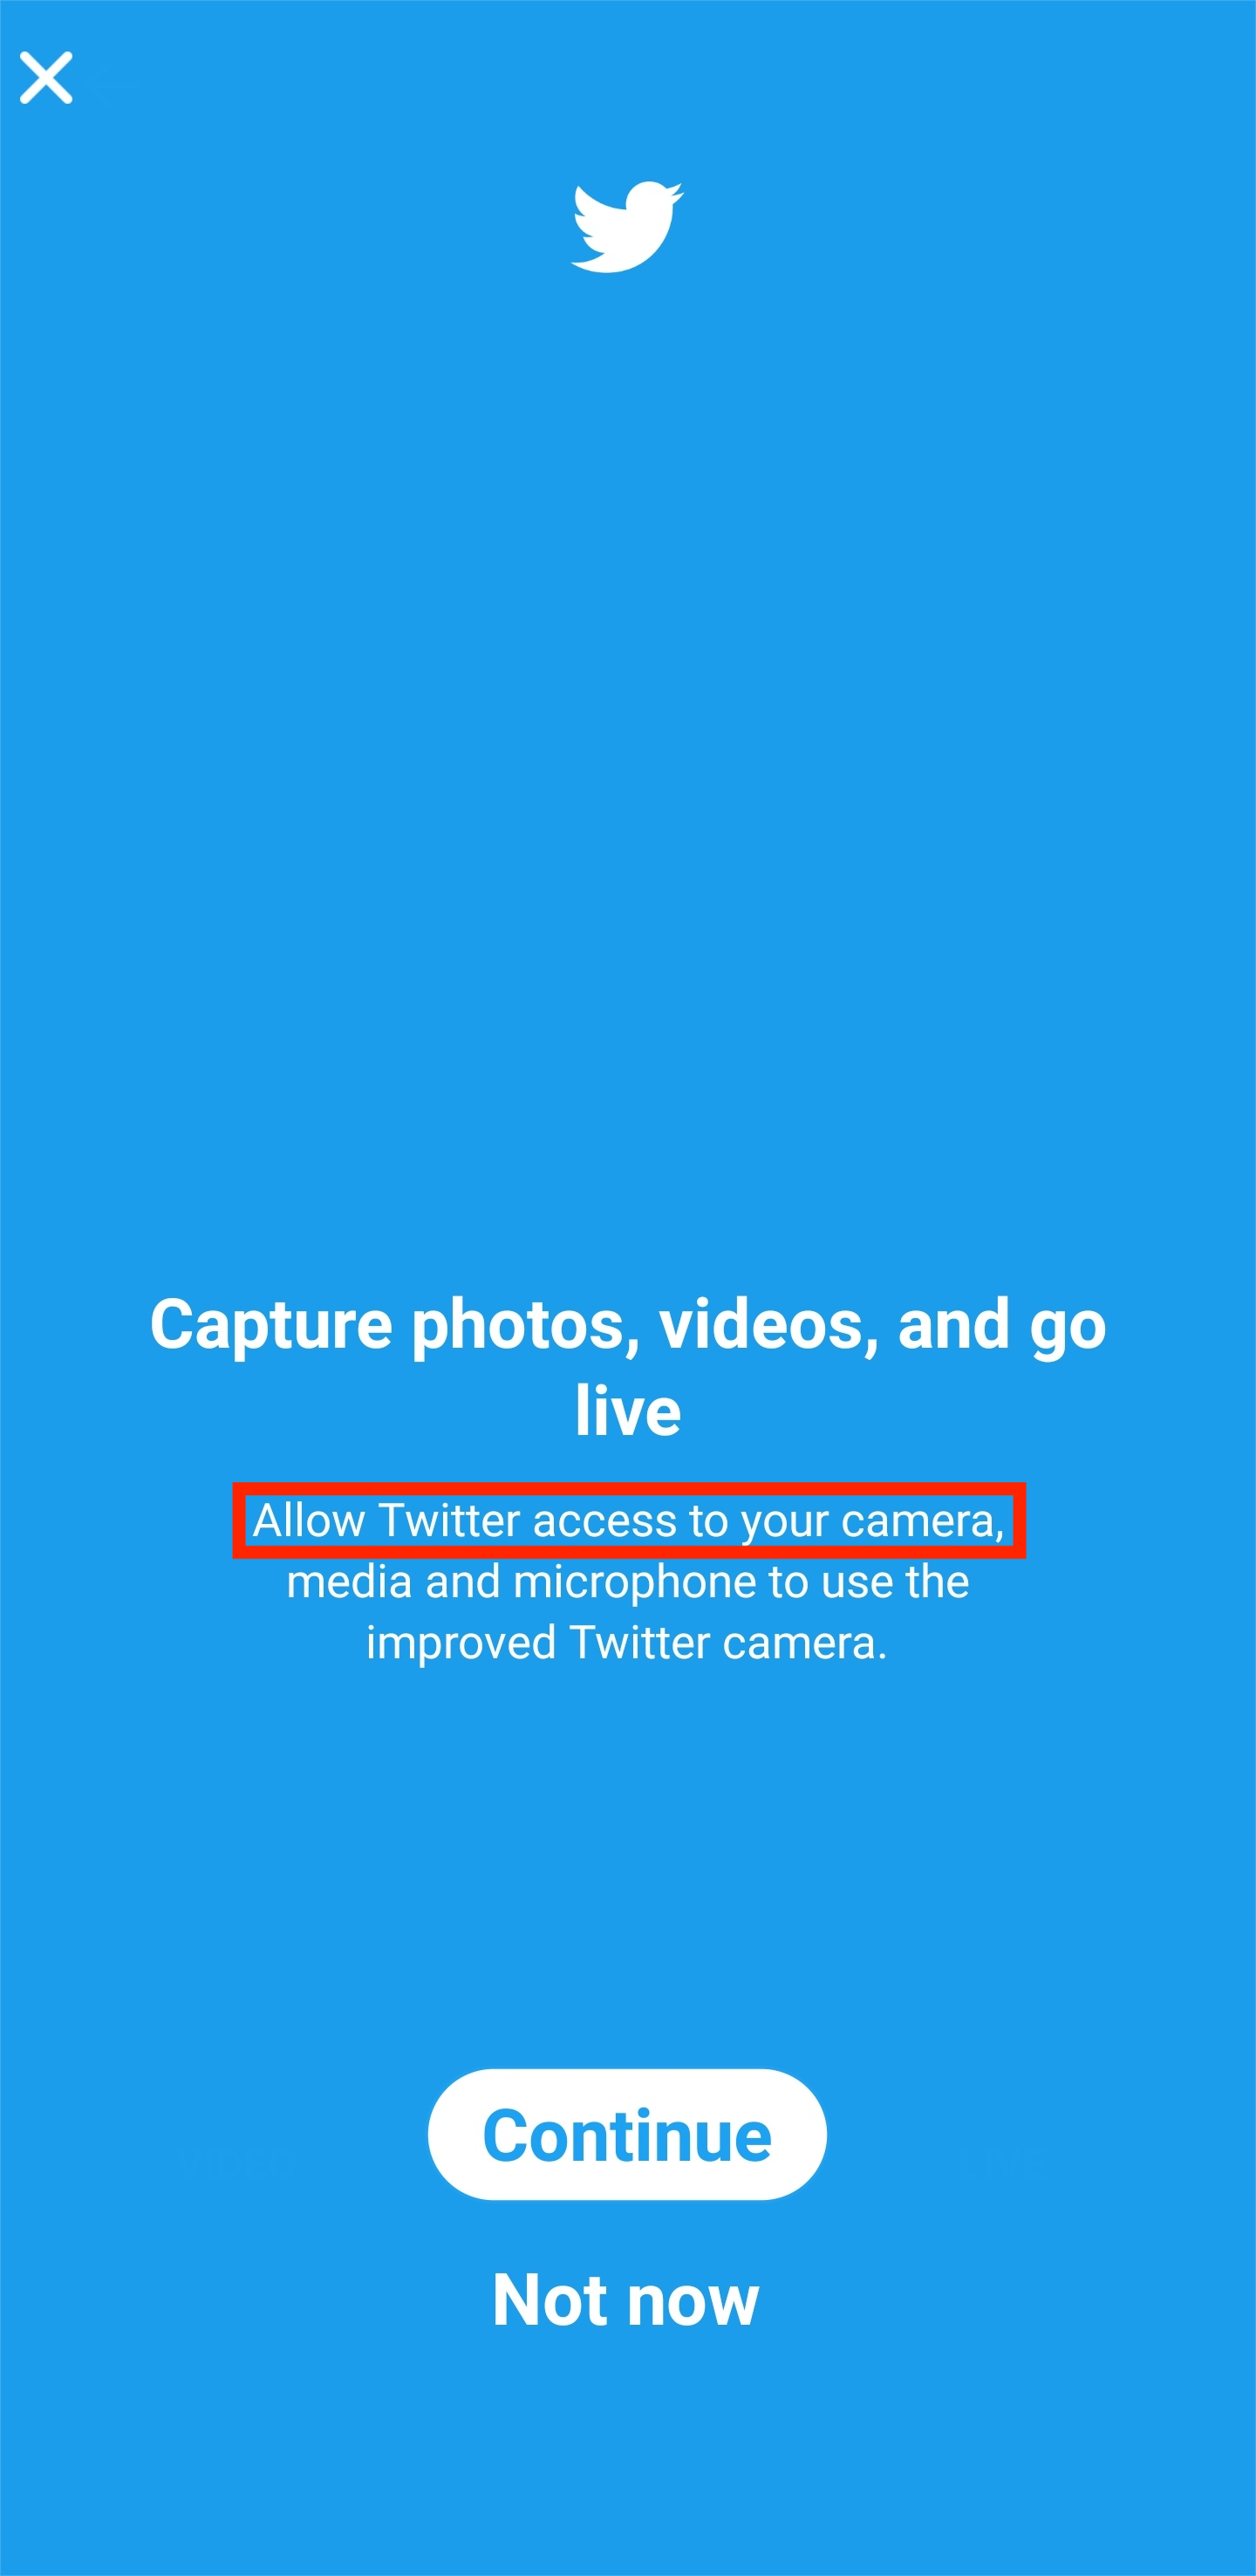 Capture photos, videos, and go
live
Allow Twitter access to your camera,
media and microphone to use the
improved Twitter camera.
Continue
Not now